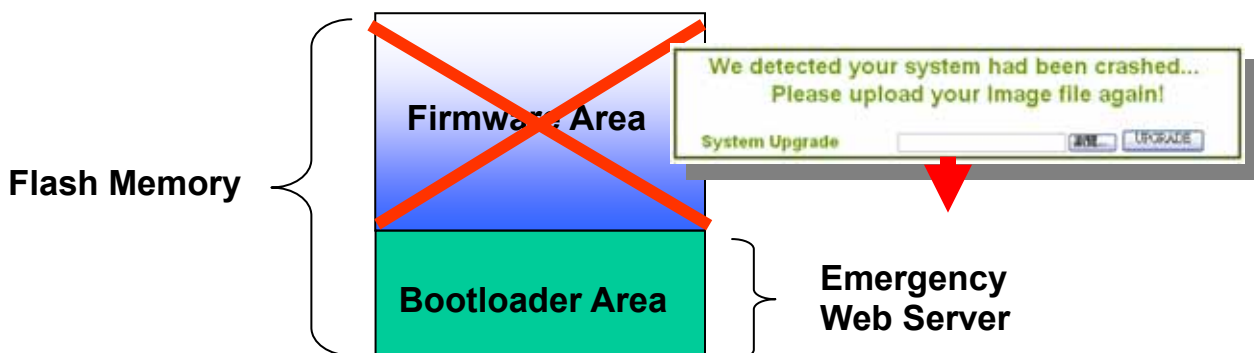 We detected your system had been crashed...
Please upload your Image file again!
System Upgrade
UPGRADE
Firmware Area
Flash Memory
Bootloader Area
Emergency
Web Server